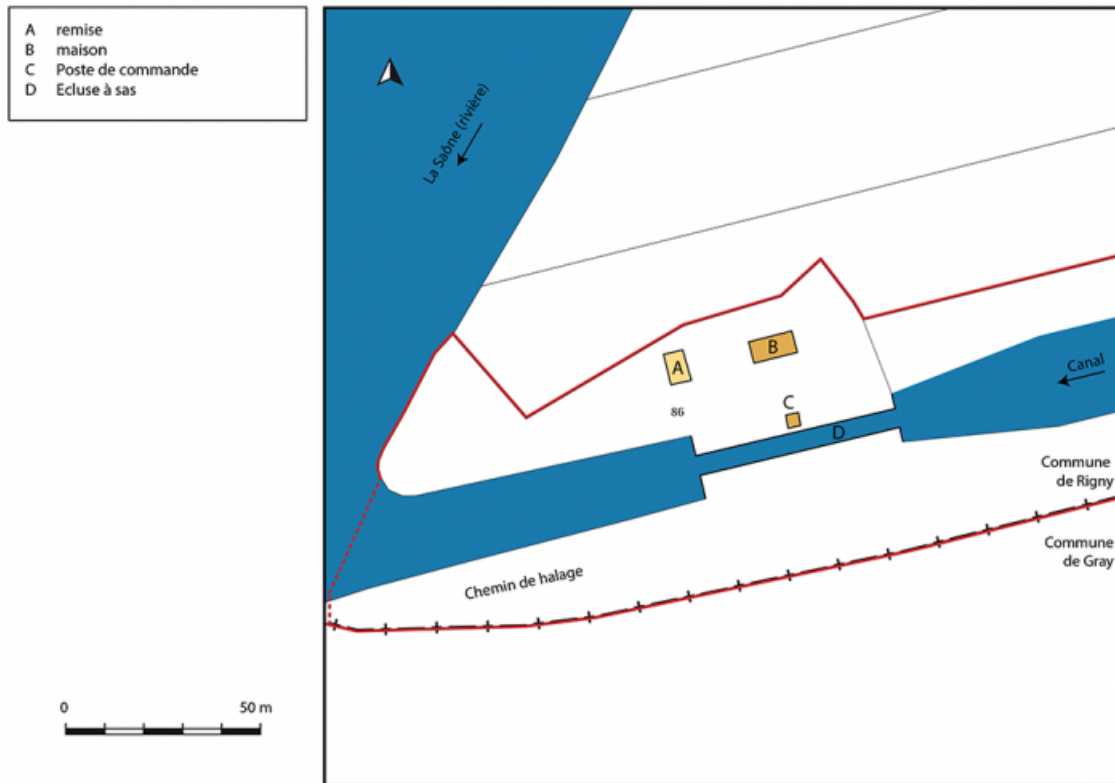 A remise
B maison
C Poste de commande
D Ecluse à sas
La Saône (rivière)
B
A
Canal
C
86
D
Commune
de Rigny
Commune
de Gray
Chemin de halage
0 50 m